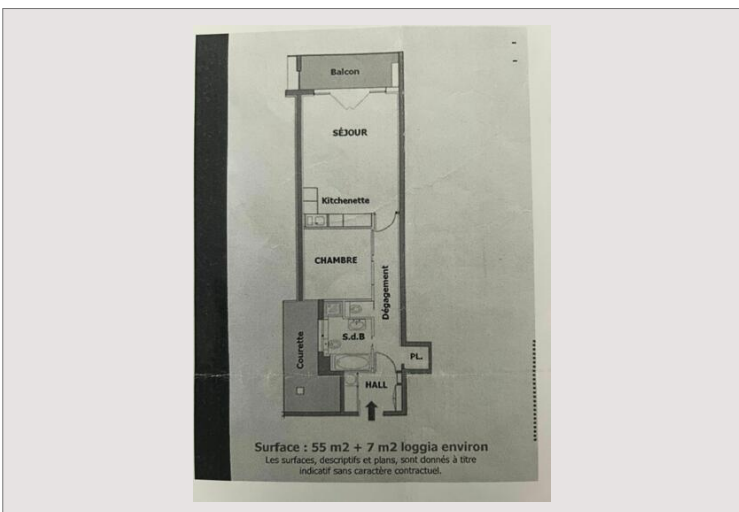 Balcon
SÉJOUR
Kitchenette
CHAMBRE
Dégagement
Courette
S.d.B
PL.
HALL
Surface : 55 m2 + 7 m2 loggia environ
Les surfaces, descriptifs et plans, sont donnés à titre
indicatif sans caractère contractuel.